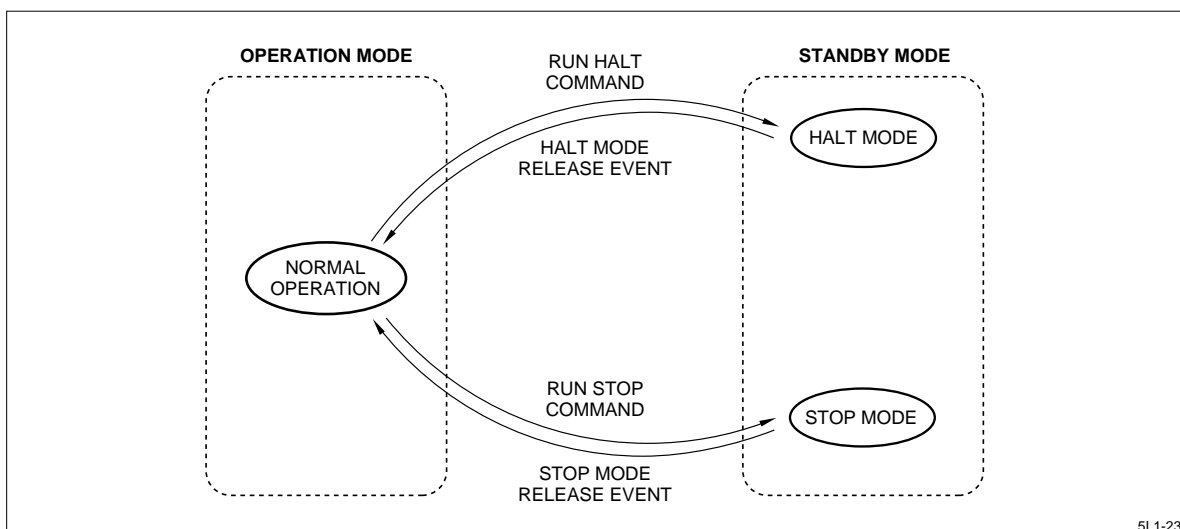 OPERATION MODE
STANDBY MODE
RUN HALT
COMMAND
HALT MODE
HALT MODE
RELEASE EVENT
NORMAL
OPERATION
RUN STOP
COMMAND
STOP MODE
STOP MODE
RELEASE EVENT
5L1-23